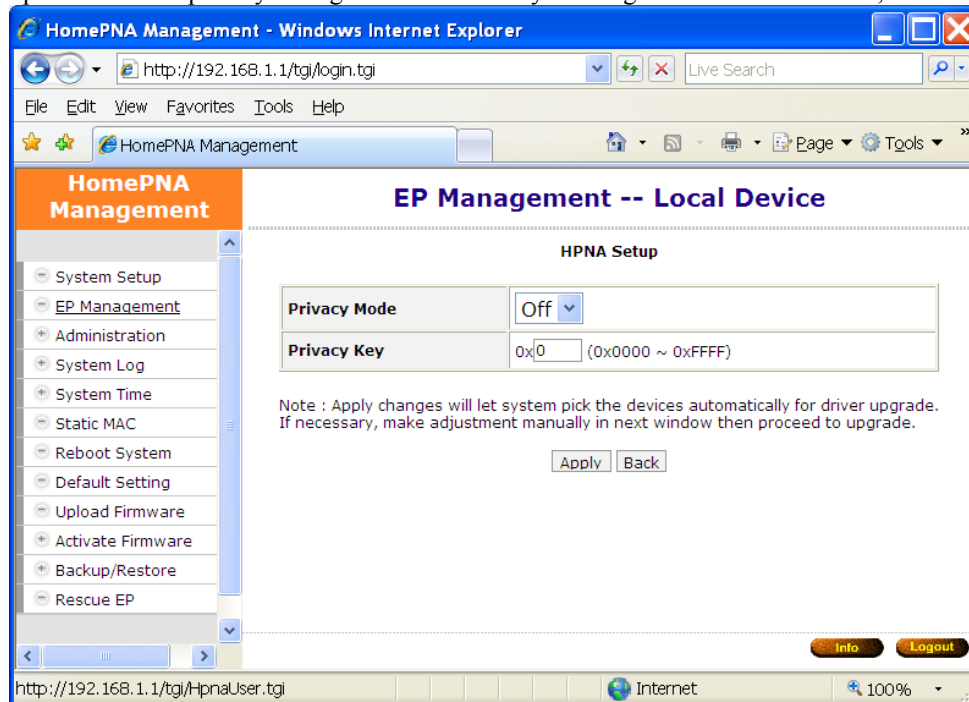 HomePNA Management - Windows Internet Explorer
http://192.168.1.1/tgi/login.tgi
Live Search
File Edit View Favorites Tools Help
HomePNA Management
Page Tools »
HomePNA Management
EP Management -- Local Device
HPNA Setup
System Setup
EP Management
Administration
System Log
System Time
Static MAC
Reboot System
Default Setting
Upload Firmware
Activate Firmware
Backup/Restore
Rescue EP
Privacy Mode Off
Privacy Key 0x0 (0x0000 ~ 0xFFFF)
Note : Apply changes will let system pick the devices automatically for driver upgrade.
If necessary, make adjustment manually in next window then proceed to upgrade.
Apply Back
Info Logout
http://192.168.1.1/tgi/HpnaUser.tgi
Internet
100%